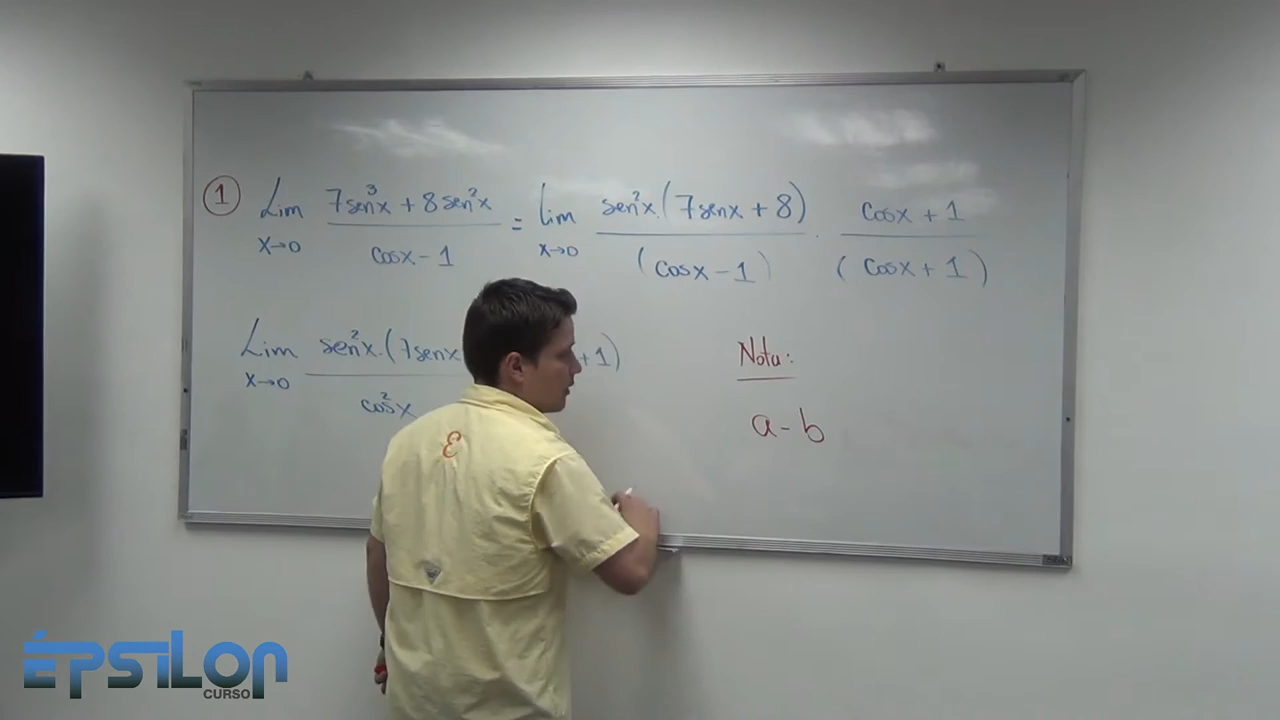 1 Lim x→0 7sen³x + 8sen²x / cosx - 1 = Lim x→0 sen²x.(7senx + 8) / (cosx - 1) . cosx + 1 / (cosx + 1)
Lim x→0 sen²x.(7senx +1) / cos²x
Nota:
a - b
ε
ÉPSILON
CURSO